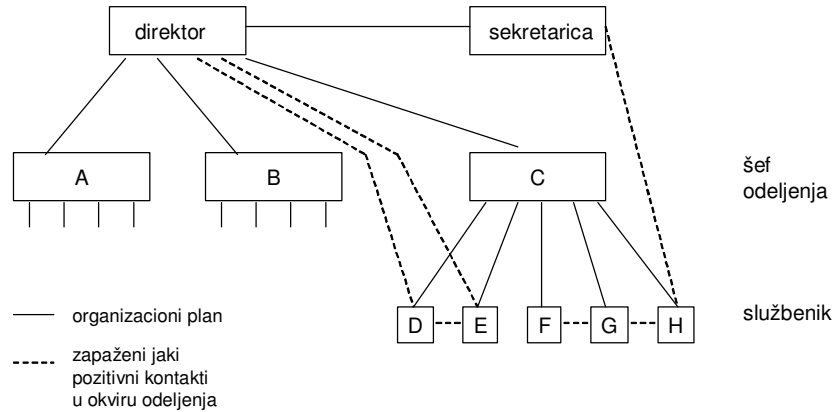 direktor
sekretarica
A
B
C
šef
odeljenja
D
E
F
G
H
službenik
organizacioni plan
zapaženi jaki
pozitivni kontakti
u okviru odeljenja